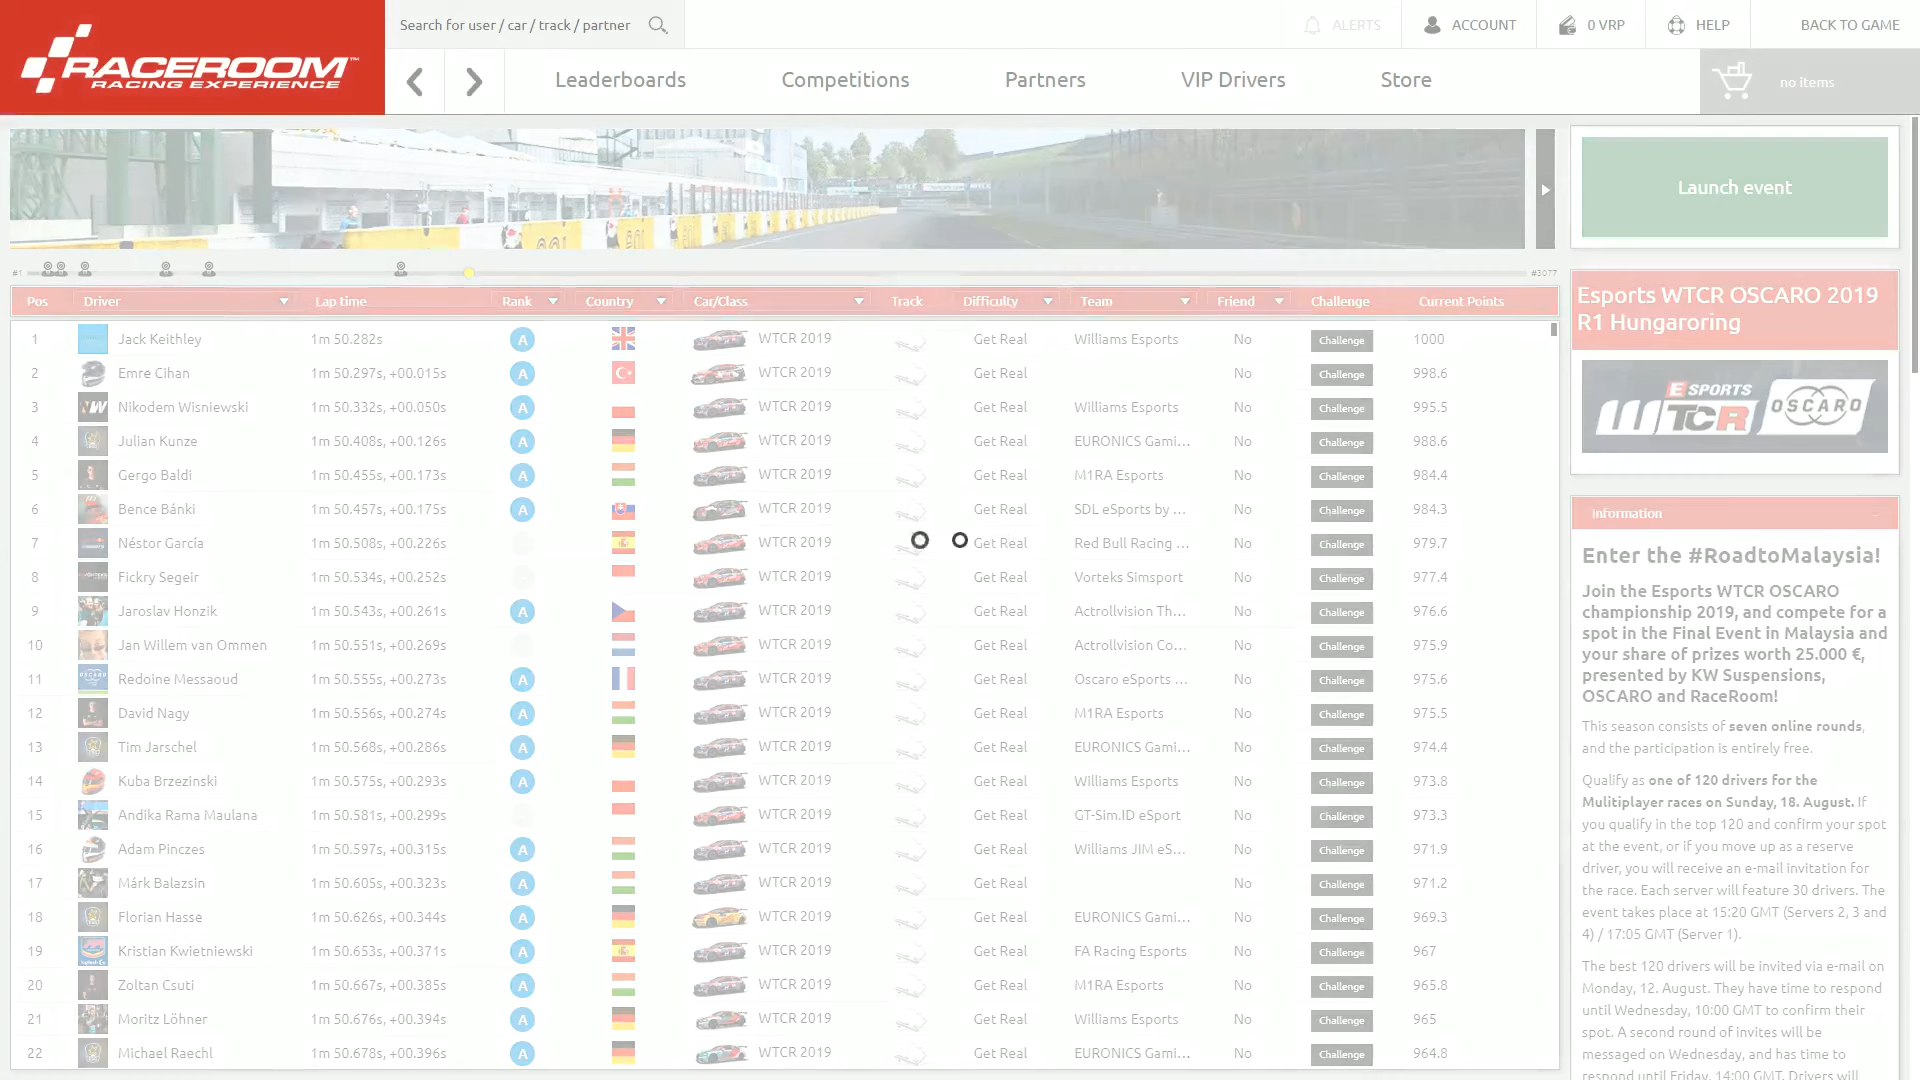 RACEROOM™
RACING EXPERIENCE
Search for user / car / track / partner
ALERTS
ACCOUNT
0 VRP
HELP
BACK TO GAME
Leaderboards
Competitions
Partners
VIP Drivers
Store
no items
Launch event
#1
#3077
Pos Driver Lap time Rank Country Car/Class Track Difficulty Team Friend Challenge Current Points
1 Jack Keithley 1m 50.282s A WTCR 2019 Get Real Williams Esports No Challenge 1000
2 Emre Cihan 1m 50.297s, +00.015s A WTCR 2019 Get Real No Challenge 998.6
3 Nikodem Wisniewski 1m 50.332s, +00.050s A WTCR 2019 Get Real Williams Esports No Challenge 995.5
4 Julian Kunze 1m 50.408s, +00.126s A WTCR 2019 Get Real EURONICS Gami... No Challenge 988.6
5 Gergo Baldi 1m 50.455s, +00.173s A WTCR 2019 Get Real M1RA Esports No Challenge 984.4
6 Bence Bánki 1m 50.457s, +00.175s A WTCR 2019 Get Real SDL eSports by ... No Challenge 984.3
7 Néstor García 1m 50.508s, +00.226s WTCR 2019 Get Real Red Bull Racing ... No Challenge 979.7
8 Fickry Segeir 1m 50.534s, +00.252s WTCR 2019 Get Real Vorteks Simsport No Challenge 977.4
9 Jaroslav Honzik 1m 50.543s, +00.261s A WTCR 2019 Get Real Actrollvision Th... No Challenge 976.6
10 Jan Willem van Ommen 1m 50.551s, +00.269s WTCR 2019 Get Real Actrollvision Co... No Challenge 975.9
11 Redoine Messaoud 1m 50.555s, +00.273s A WTCR 2019 Get Real Oscaro eSports ... No Challenge 975.6
12 David Nagy 1m 50.556s, +00.274s A WTCR 2019 Get Real M1RA Esports No Challenge 975.5
13 Tim Jarschel 1m 50.568s, +00.286s A WTCR 2019 Get Real EURONICS Gami... No Challenge 974.4
14 Kuba Brzezinski 1m 50.575s, +00.293s A WTCR 2019 Get Real Williams Esports No Challenge 973.8
15 Andika Rama Maulana 1m 50.581s, +00.299s WTCR 2019 Get Real GT-Sim.ID eSport No Challenge 973.3
16 Adam Pinczes 1m 50.597s, +00.315s A WTCR 2019 Get Real Williams JIM eS... No Challenge 971.9
17 Márk Balazsin 1m 50.605s, +00.323s A WTCR 2019 Get Real No Challenge 971.2
18 Florian Hasse 1m 50.626s, +00.344s A WTCR 2019 Get Real EURONICS Gami... No Challenge 969.3
19 Kristian Kwietniewski 1m 50.653s, +00.371s A WTCR 2019 Get Real FA Racing Esports No Challenge 967
20 Zoltan Csuti 1m 50.667s, +00.385s A WTCR 2019 Get Real M1RA Esports No Challenge 965.8
21 Moritz Löhner 1m 50.676s, +00.394s A WTCR 2019 Get Real Williams Esports No Challenge 965
22 Michael Raechl 1m 50.678s, +00.396s A WTCR 2019 Get Real EURONICS Gami... No Challenge 964.8
Esports WTCR OSCARO 2019
R1 Hungaroring
ESPORTS
WTCR OSCARO
Information
Enter the #RoadtoMalaysia!
Join the Esports WTCR OSCARO
championship 2019, and compete for a
spot in the Final Event in Malaysia and
your share of prizes worth 25.000 €,
presented by KW Suspensions,
OSCARO and RaceRoom!
This season consists of seven online rounds,
and the participation is entirely free.
Qualify as one of 120 drivers for the
Mulitiplayer races on Sunday, 18. August. If
you qualify in the top 120 and confirm your spot
at the event, or if you move up as a reserve
driver, you will receive an e-mail invitation for
the race. Each server will feature 30 drivers. The
event takes place at 15:20 GMT (Servers 2, 3 and
4) / 17:05 GMT (Server 1).
The best 120 drivers will be invited via e-mail on
Monday, 12. August. They have time to respond
until Wednesday, 10:00 GMT to confirm their
spot. A second round of invites will be
messaged on Wednesday, and has time to
respond until Friday, 14:00 GMT. Drivers will